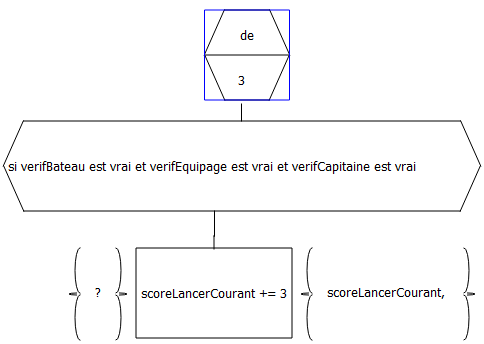 de
3
si verifBateau est vrai et verifEquipage est vrai et verifCapitaine est vrai
?
scoreLancerCourant += 3
scoreLancerCourant,